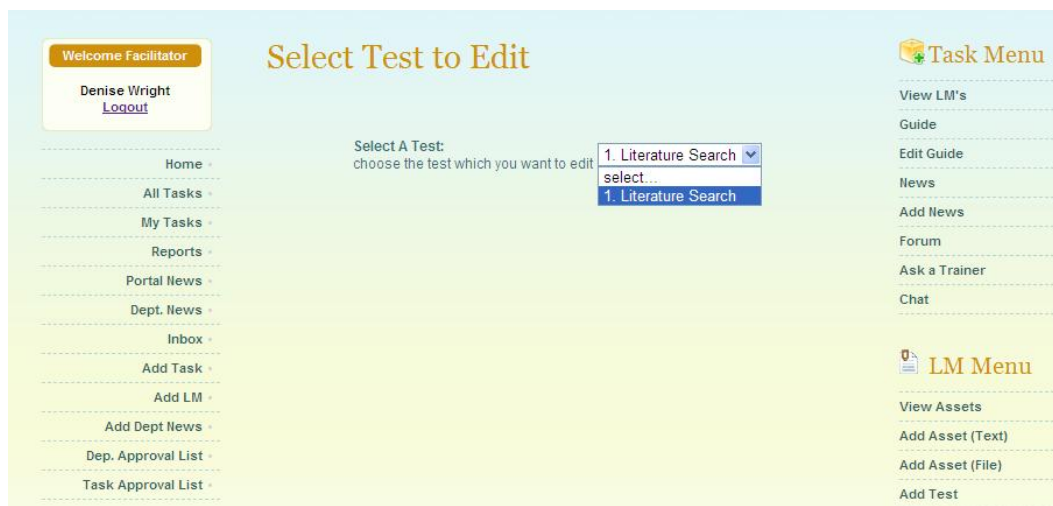 Welcome Facilitator
Denise Wright
Logout
Home
All Tasks
My Tasks
Reports
Portal News
Dept. News
Inbox
Add Task
Add LM
Add Dept News
Dep. Approval List
Task Approval List
Select Test to Edit
Select A Test:
choose the test which you want to edit
1. Literature Search
select...
1. Literature Search
Task Menu
View LM's
Guide
Edit Guide
News
Add News
Forum
Ask a Trainer
Chat
LM Menu
View Assets
Add Asset (Text)
Add Asset (File)
Add Test